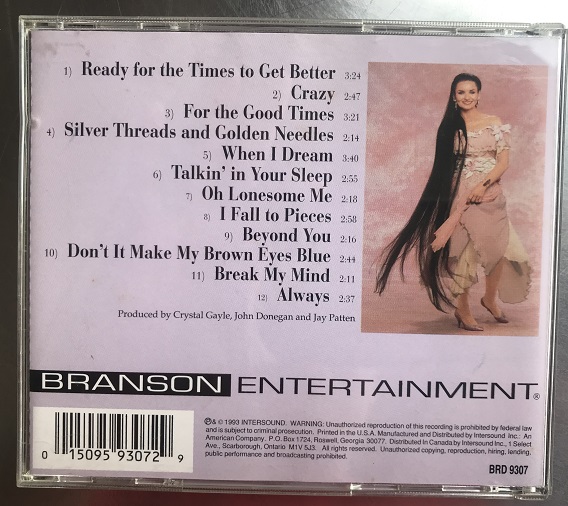 1) Ready for the Times to Get Better 3:24
2) Crazy 2:47
3) For the Good Times 3:21
4) Silver Threads and Golden Needles 2:14
5) When I Dream 3:40
6) Talkin' in Your Sleep 2:55
7) Oh Lonesome Me 2:18
8) I Fall to Pieces 2:58
9) Beyond You 2:16
10) Don't It Make My Brown Eyes Blue 2:44
11) Break My Mind 2:11
12) Always 2:37
Produced by Crystal Gayle, John Donegan and Jay Patten
BRANSON ENTERTAINMENT®
℗& © 1993 INTERSOUND. WARNING: Unauthorized reproduction of this recording is prohibited by federal law
and is subject to criminal prosecution. Printed in the U.S.A. Manufactured and Distributed by Intersound Inc.: An
American Company. P.O. Box 1724, Roswell, Georgia 30077. Distributed In Canada by Intersound Inc., 1 Select
Ave., Scarborough, Ontario M1V 5J3. All rights reserved. Unauthorized copying, reproduction, hiring, lending,
public performance and broadcasting prohibited.
0 15095 93072 9
BRD 9307